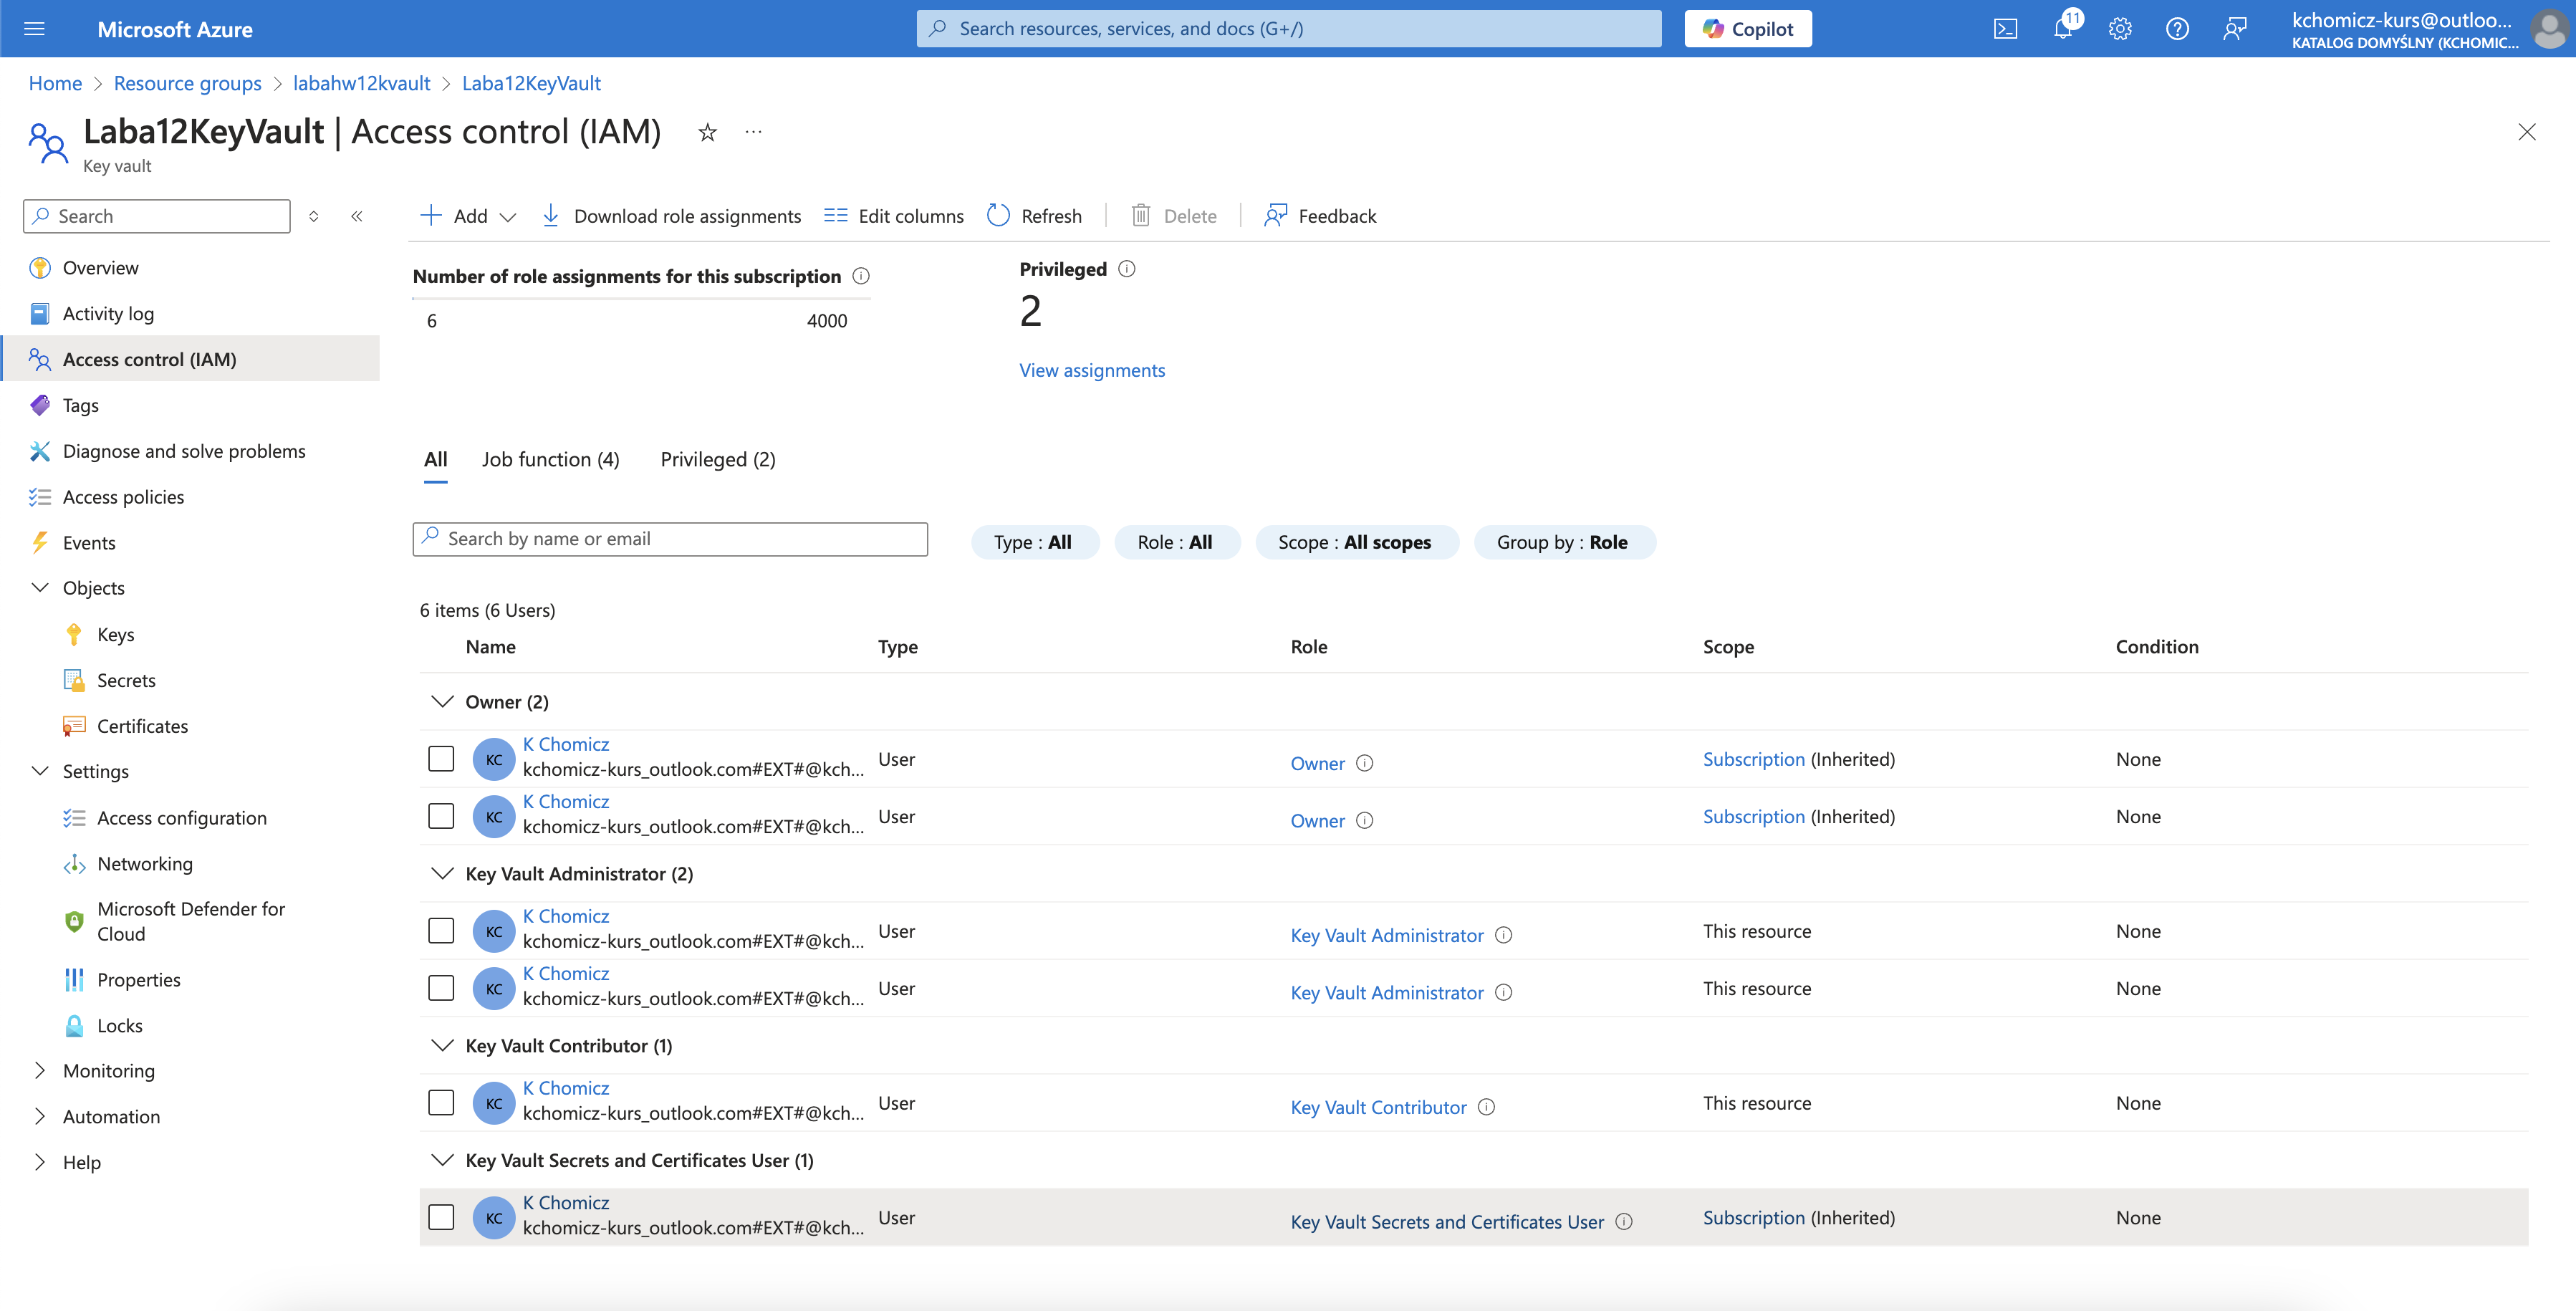 Microsoft Azure
Search resources, services, and docs (G+/)
Copilot
11
kchomicz-kurs@outloo...
KATALOG DOMYŚLNY (KCHOMIC...
Home > Resource groups > labahw12kvault > Laba12KeyVault
Laba12KeyVault | Access control (IAM)
Key vault
Search
Add
Download role assignments
Edit columns
Refresh
Delete
Feedback
Overview
Activity log
Access control (IAM)
Tags
Diagnose and solve problems
Access policies
Events
Objects
Keys
Secrets
Certificates
Settings
Access configuration
Networking
Microsoft Defender for
Cloud
Properties
Locks
Monitoring
Automation
Help
Number of role assignments for this subscription
6 4000
Privileged
2
View assignments
All Job function (4) Privileged (2)
Search by name or email
Type : All
Role : All
Scope : All scopes
Group by : Role
6 items (6 Users)
Name Type Role Scope Condition
Owner (2)
KC K Chomicz
kchomicz-kurs_outlook.com#EXT#@kch... User Owner Subscription (Inherited) None
KC K Chomicz
kchomicz-kurs_outlook.com#EXT#@kch... User Owner Subscription (Inherited) None
Key Vault Administrator (2)
KC K Chomicz
kchomicz-kurs_outlook.com#EXT#@kch... User Key Vault Administrator This resource None
KC K Chomicz
kchomicz-kurs_outlook.com#EXT#@kch... User Key Vault Administrator This resource None
Key Vault Contributor (1)
KC K Chomicz
kchomicz-kurs_outlook.com#EXT#@kch... User Key Vault Contributor This resource None
Key Vault Secrets and Certificates User (1)
KC K Chomicz
kchomicz-kurs_outlook.com#EXT#@kch... User Key Vault Secrets and Certificates User Subscription (Inherited) None